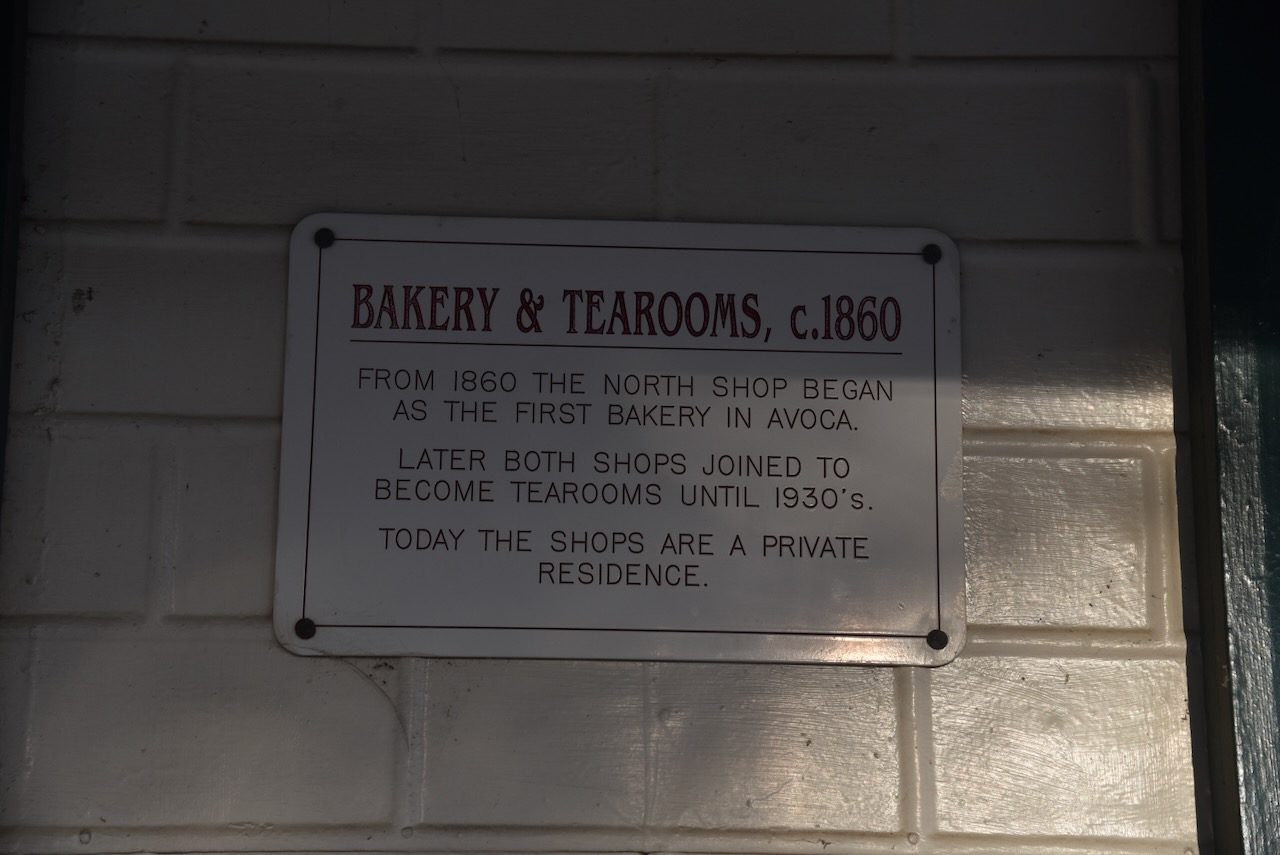 BAKERY & TEAROOMS, c.1860
FROM 1860 THE NORTH SHOP BEGAN
AS THE FIRST BAKERY IN AVOCA.
LATER BOTH SHOPS JOINED TO
BECOME TEAROOMS UNTIL 1930's.
TODAY THE SHOPS ARE A PRIVATE
RESIDENCE.